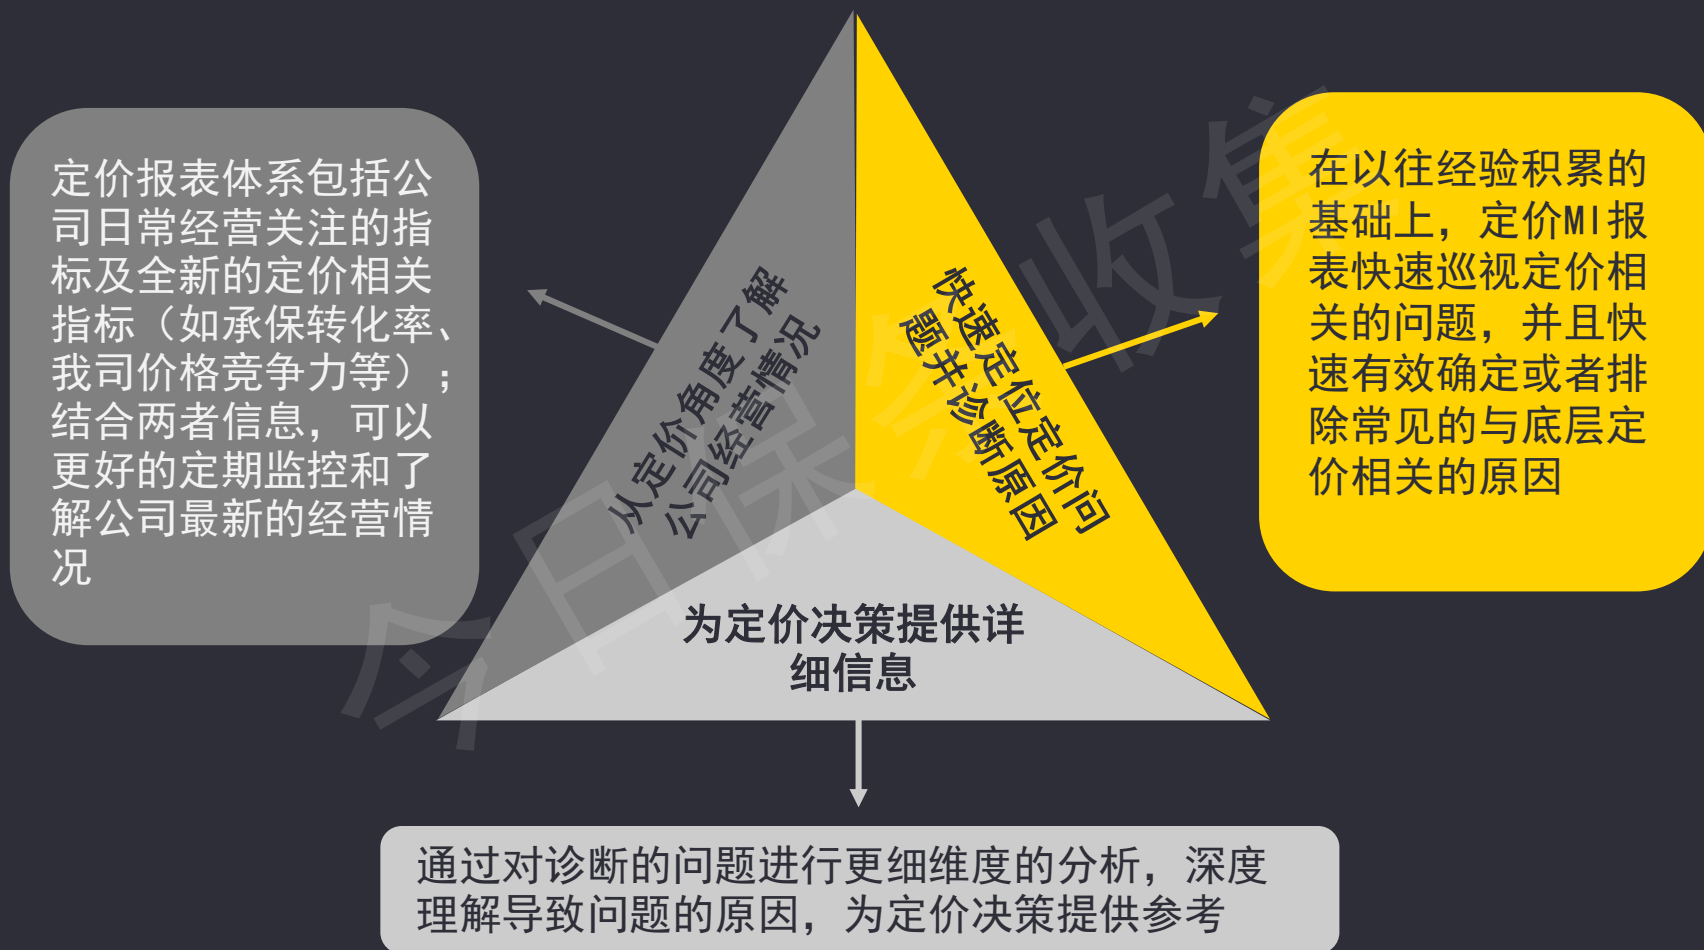 定价报表体系包括公
司日常经营关注的指
标及全新的定价相关
指标（如承保转化率、
我司价格竞争力等）；
结合两者信息，可以
更好的定期监控和了
解公司最新的经营情
况
从定价角度了解
公司经营情况
快速定位定价问
题并诊断原因
在以往经验积累的
基础上，定价MI报
表快速巡视定价相
关的问题，并且快
速有效确定或者排
除常见的与底层定
价相关的原因
为定价决策提供详
细信息
通过对诊断的问题进行更细维度的分析，深度
理解导致问题的原因，为定价决策提供参考
今日保条收集